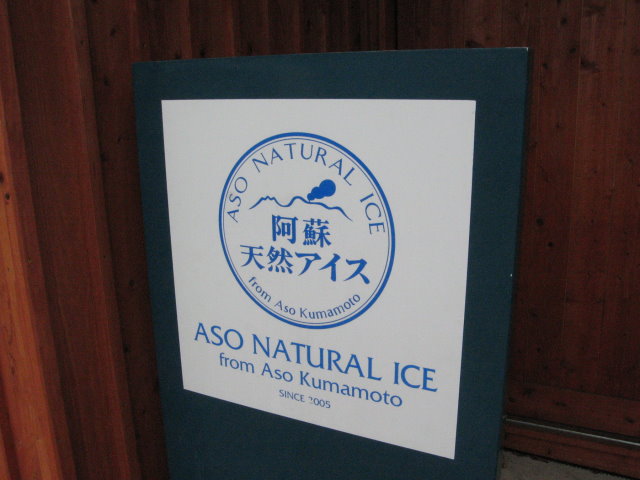 ASO NATURAL ICE
阿蘇
天然アイス
from Aso Kumamoto
ASO NATURAL ICE
from Aso Kumamoto
SINCE 2005